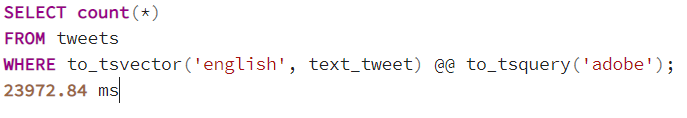 SELECT count(*)
FROM tweets
WHERE to_tsvector('english', text_tweet) @@ to_tsquery('adobe');
23972.84 ms